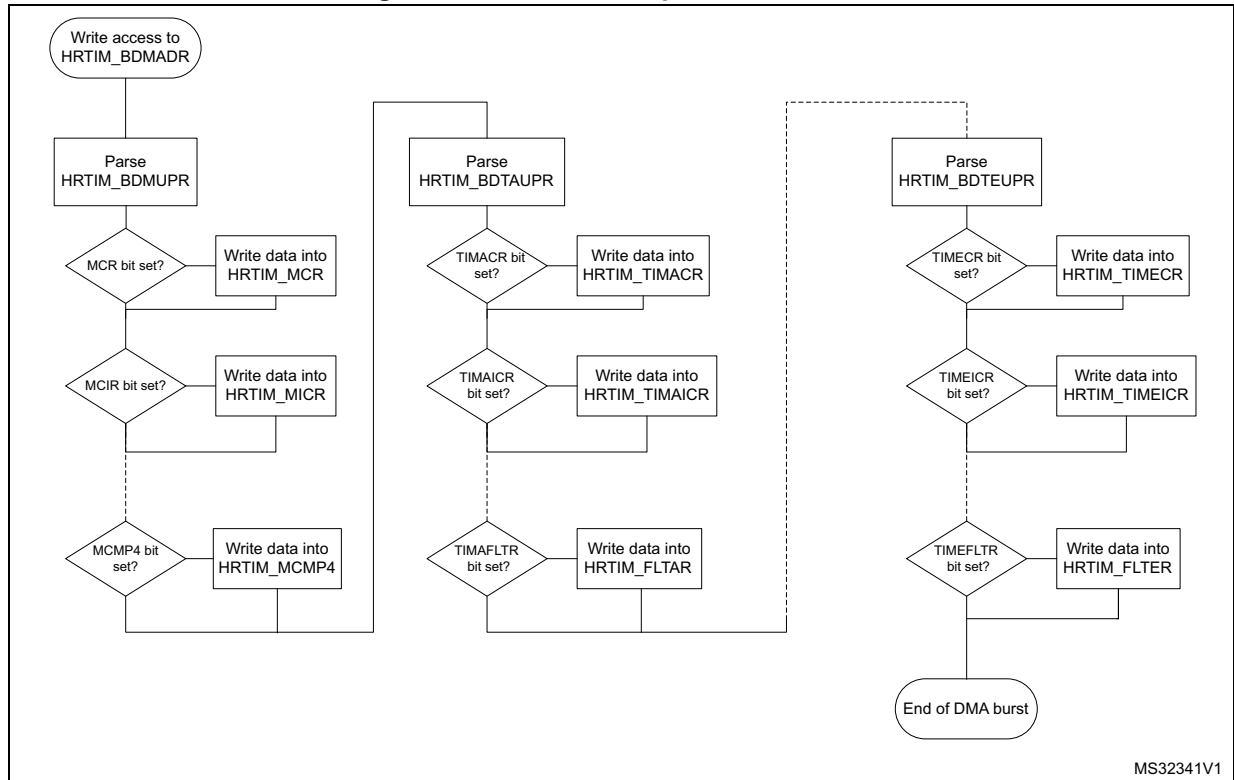 Write access to
HRTIM_BDMADR
Parse
HRTIM_BDMUPR
MCR bit set?
Write data into
HRTIM_MCR
MCIR bit set?
Write data into
HRTIM_MICR
MCMP4 bit
set?
Write data into
HRTIM_MCMP4
Parse
HRTIM_BDTAUPR
TIMACR bit
set?
Write data into
HRTIM_TIMACR
TIMAICR
bit set?
Write data into
HRTIM_TIMAICR
TIMAFLTR
bit set?
Write data into
HRTIM_FLTAR
Parse
HRTIM_BDTEUPR
TIMECR bit
set?
Write data into
HRTIM_TIMECR
TIMEICR
bit set?
Write data into
HRTIM_TIMEICR
TIMEFLTR
bit set?
Write data into
HRTIM_FLTER
End of DMA burst
MS32341V1